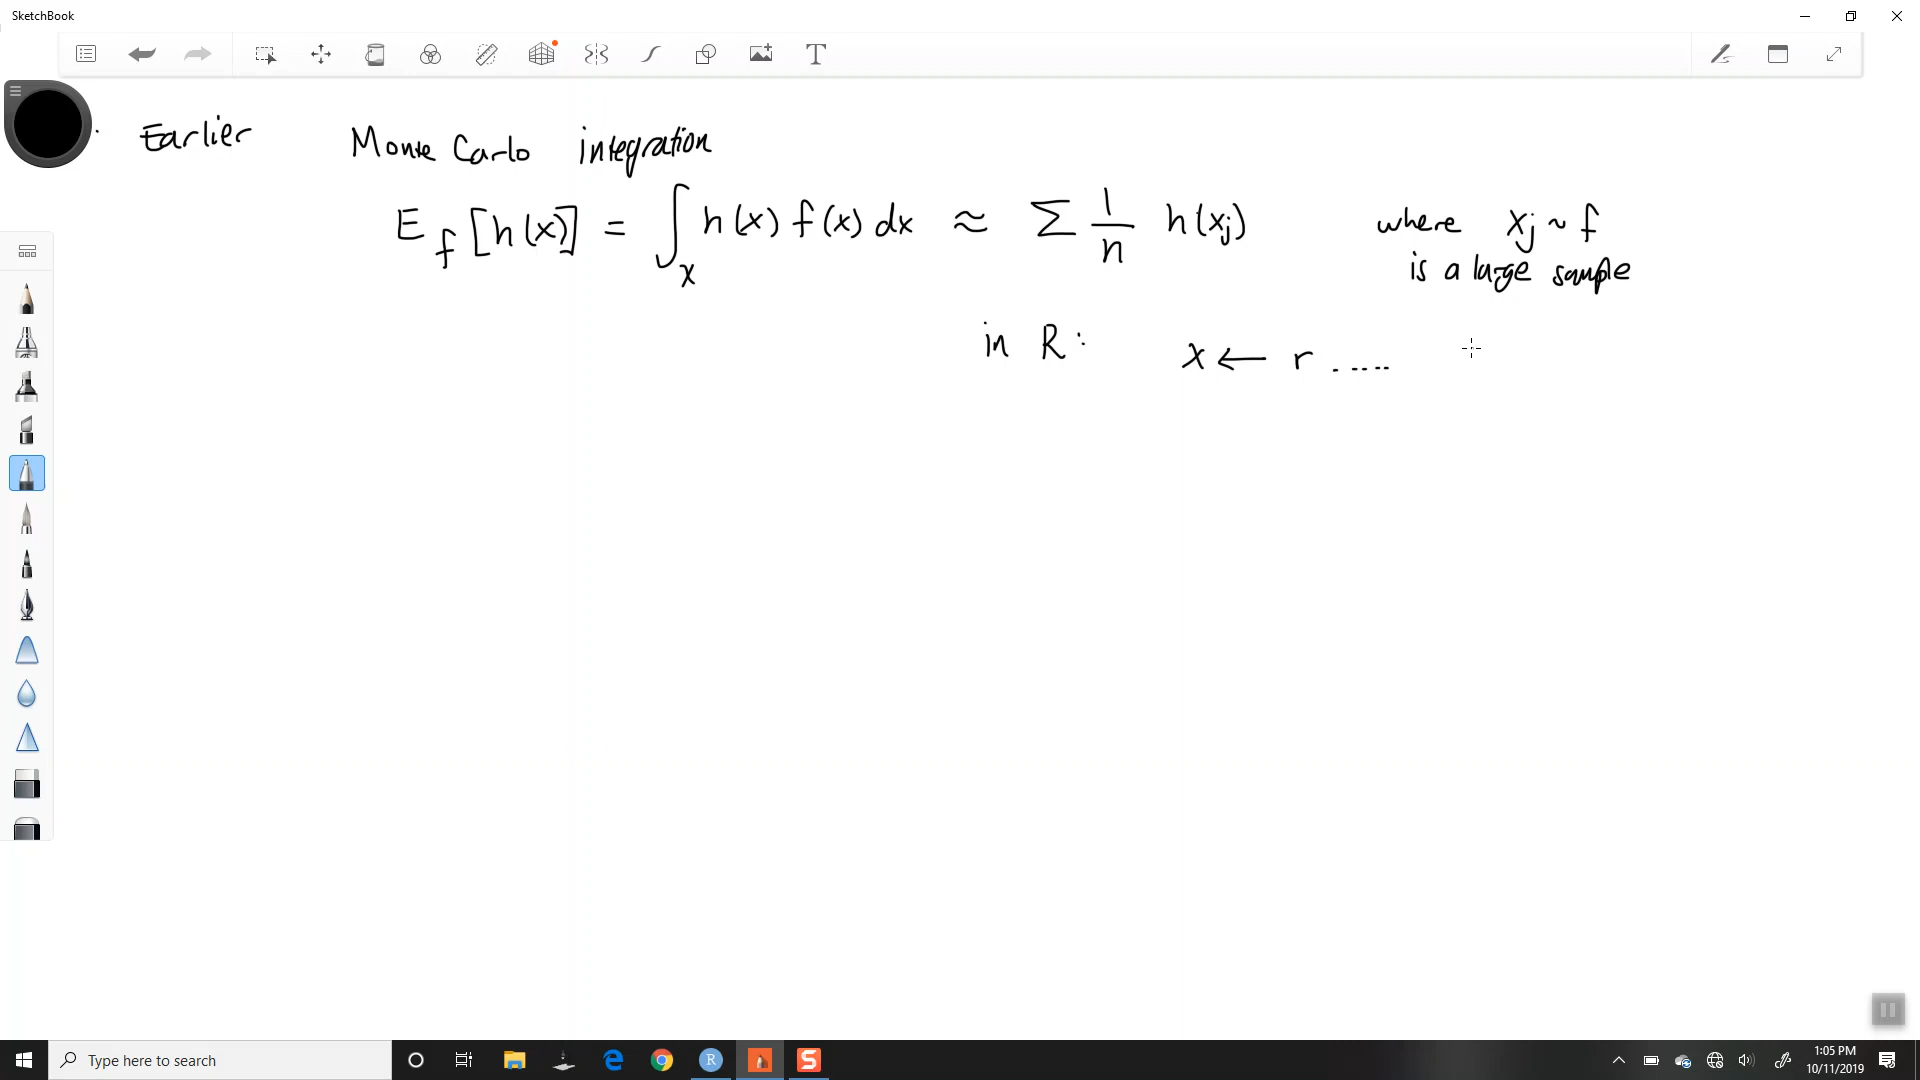 SketchBook
Earlier Monte Carlo integration
E_f [h(x)] = ∫_x h(x) f(x) dx ≈ Σ 1/n h(x_j) where x_j ~ f
is a large sample
in R: x ← r .....
Type here to search
1:05 PM
10/11/2019